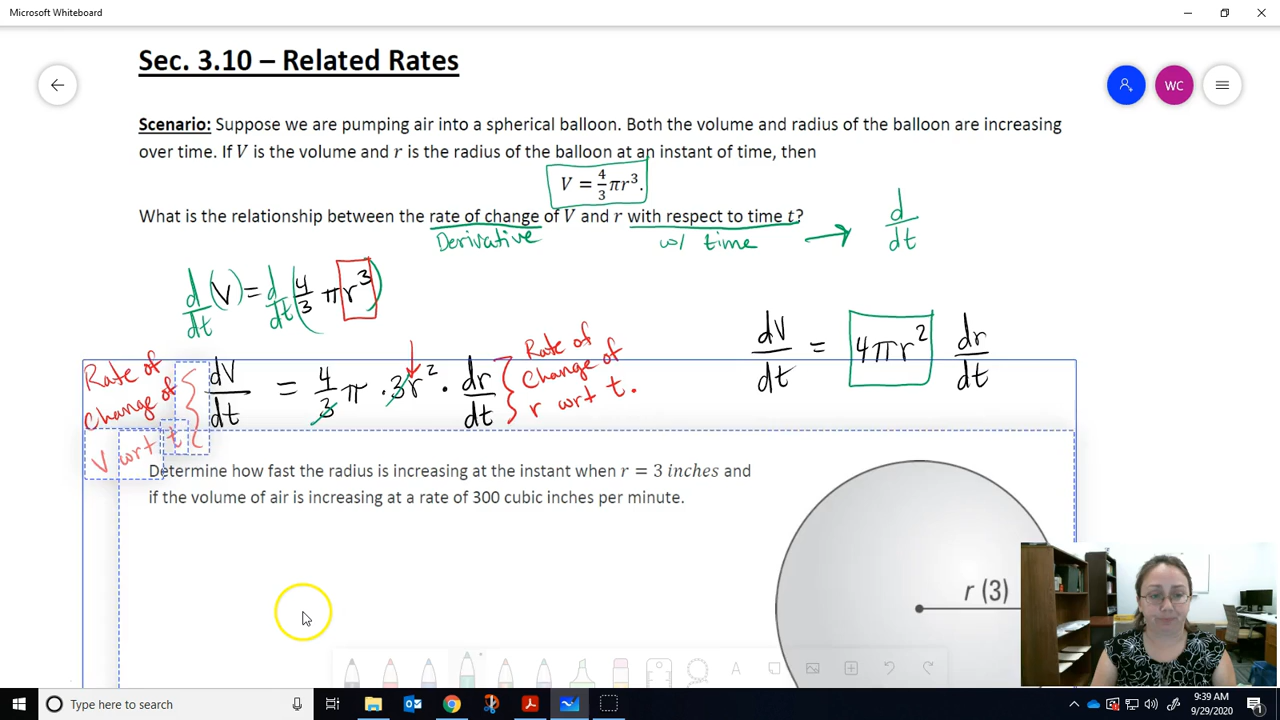 Microsoft Whiteboard
Sec. 3.10 – Related Rates
WC
Scenario: Suppose we are pumping air into a spherical balloon. Both the volume and radius of the balloon are increasing
over time. If V is the volume and r is the radius of the balloon at an instant of time, then
V = 4/3 πr³.
What is the relationship between the rate of change of V and r with respect to time t?
Derivative w/ time → d/dt
d/dt (V) = d/dt (4/3 π r³)
dV/dt = 4πr² dr/dt
Rate of Change of V wrt t { dV/dt = 4/3 π · 3r² · dr/dt } Rate of Change of r wrt t.
Determine how fast the radius is increasing at the instant when r = 3 inches and
if the volume of air is increasing at a rate of 300 cubic inches per minute.
r (3)
A
Type here to search
9:39 AM
9/29/2020